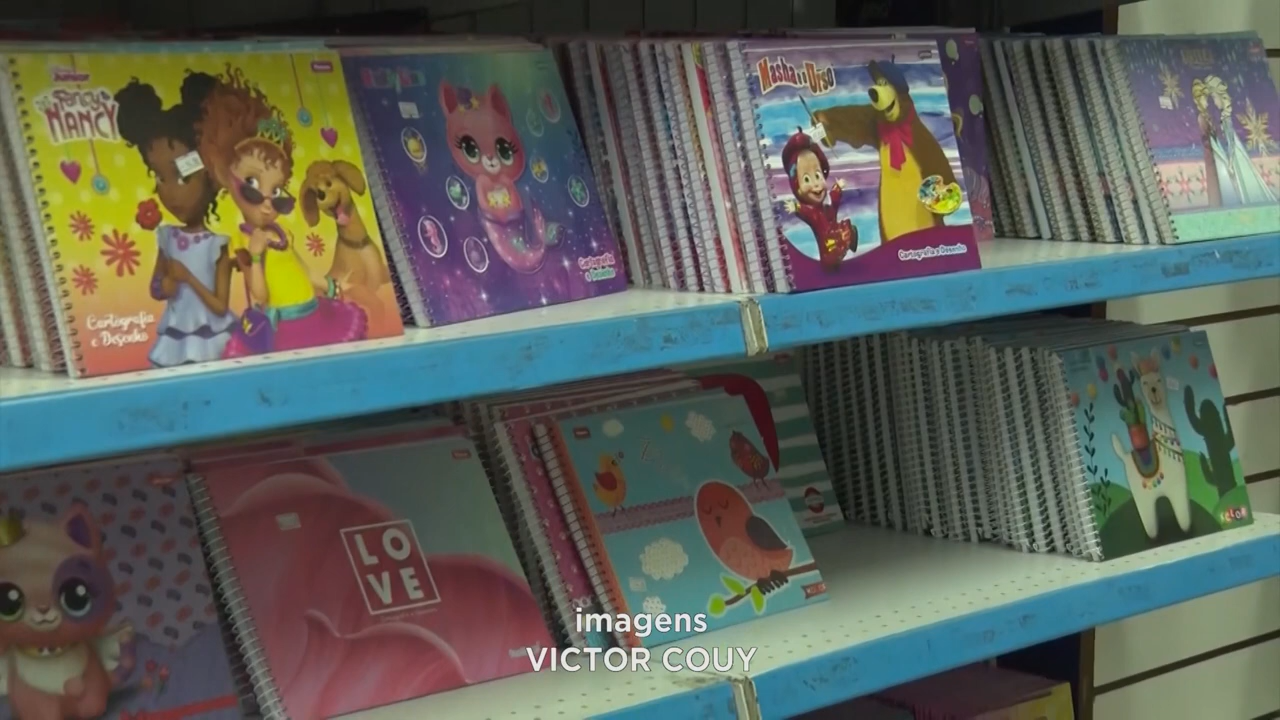 Fancy
NANCY
Cartografia
e Desenho
Cartografia
e Desenho
Masha e o Urso
Cartografia e Desenho
LO
VE
imagens
VICTOR COUY